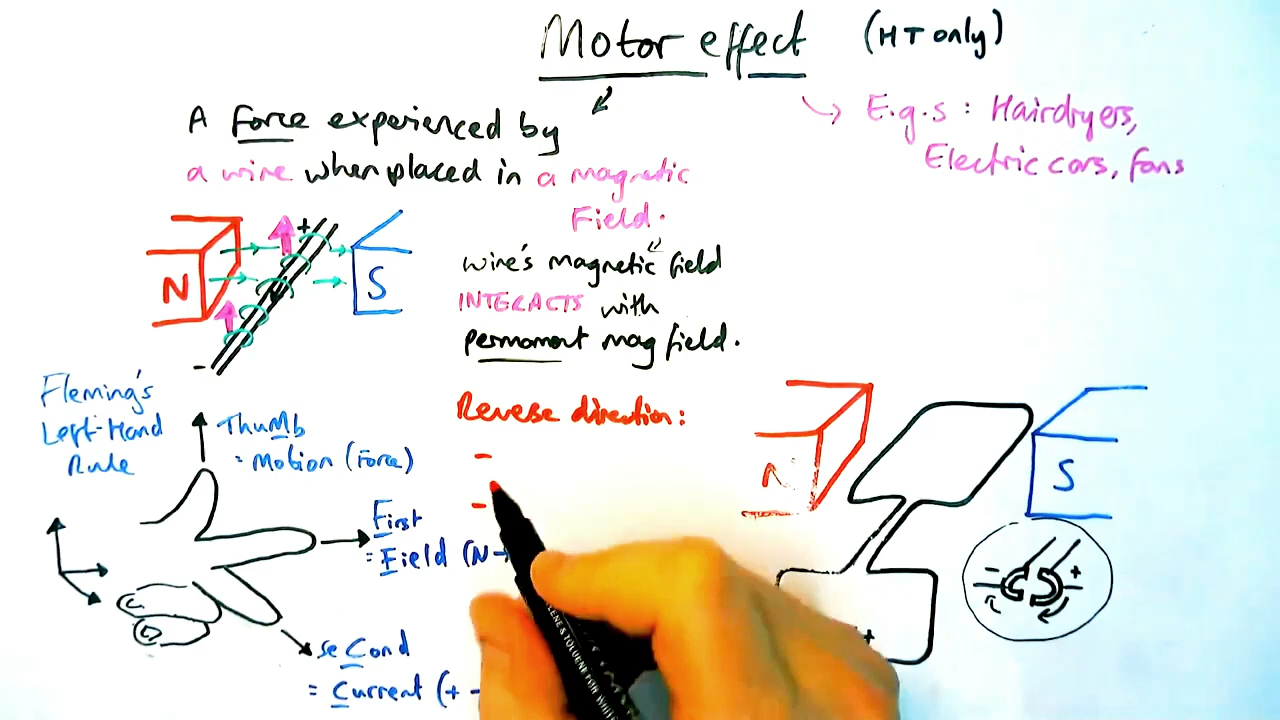 Motor effect (HT only)
A Force experienced by
a wire when placed in a magnetic
Field.
E.g.s : Hairdryers,
Electric cars, fans
+
N
S
-
wire's magnetic field
INTERACTS with
permanent mag field.
Fleming's
Left-Hand
Rule
ThuMb
= Motion (Force)
First
= Field (N→
seCond
= Current (+ -
Reverse direction:
-
-
N
S
- +
+